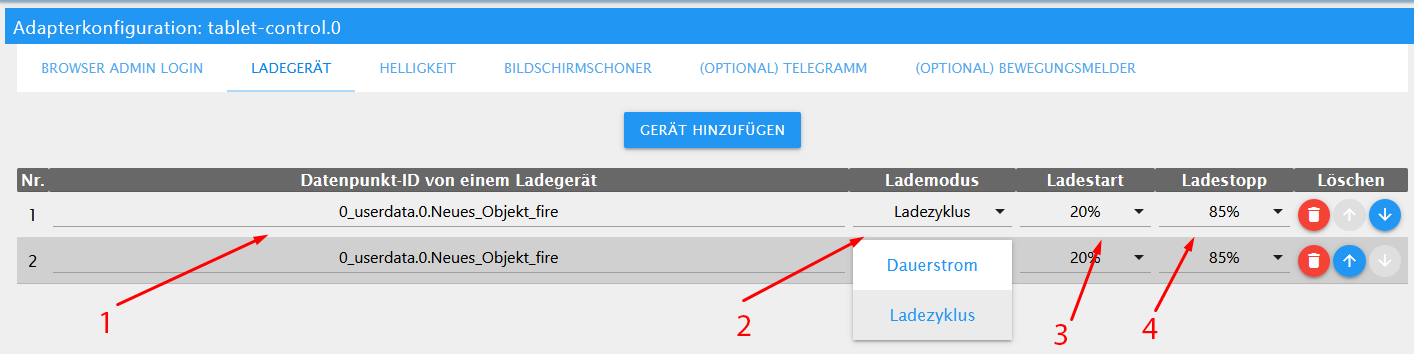 Adapterkonfiguration: tablet-control.0
BROWSER ADMIN LOGIN LADEGERÄT HELLIGKEIT BILDSCHIRMSCHONER (OPTIONAL) TELEGRAMM (OPTIONAL) BEWEGUNGSMELDER
GERÄT HINZUFÜGEN
Nr. Datenpunkt-ID von einem Ladegerät Lademodus Ladestart Ladestopp Löschen
1 0_userdata.0.Neues_Objekt_fire Ladezyklus 20% 85%
2 0_userdata.0.Neues_Objekt_fire 20% 85%
Dauerstrom
Ladezyklus
1 2 3 4